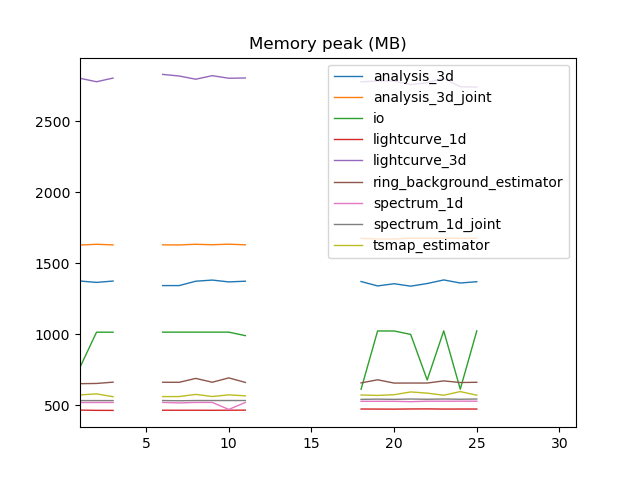 Memory peak (MB)
2500
2000
1500
1000
500
5
10
15
20
25
30
analysis_3d
analysis_3d_joint
io
lightcurve_1d
lightcurve_3d
ring_background_estimator
spectrum_1d
spectrum_1d_joint
tsmap_estimator